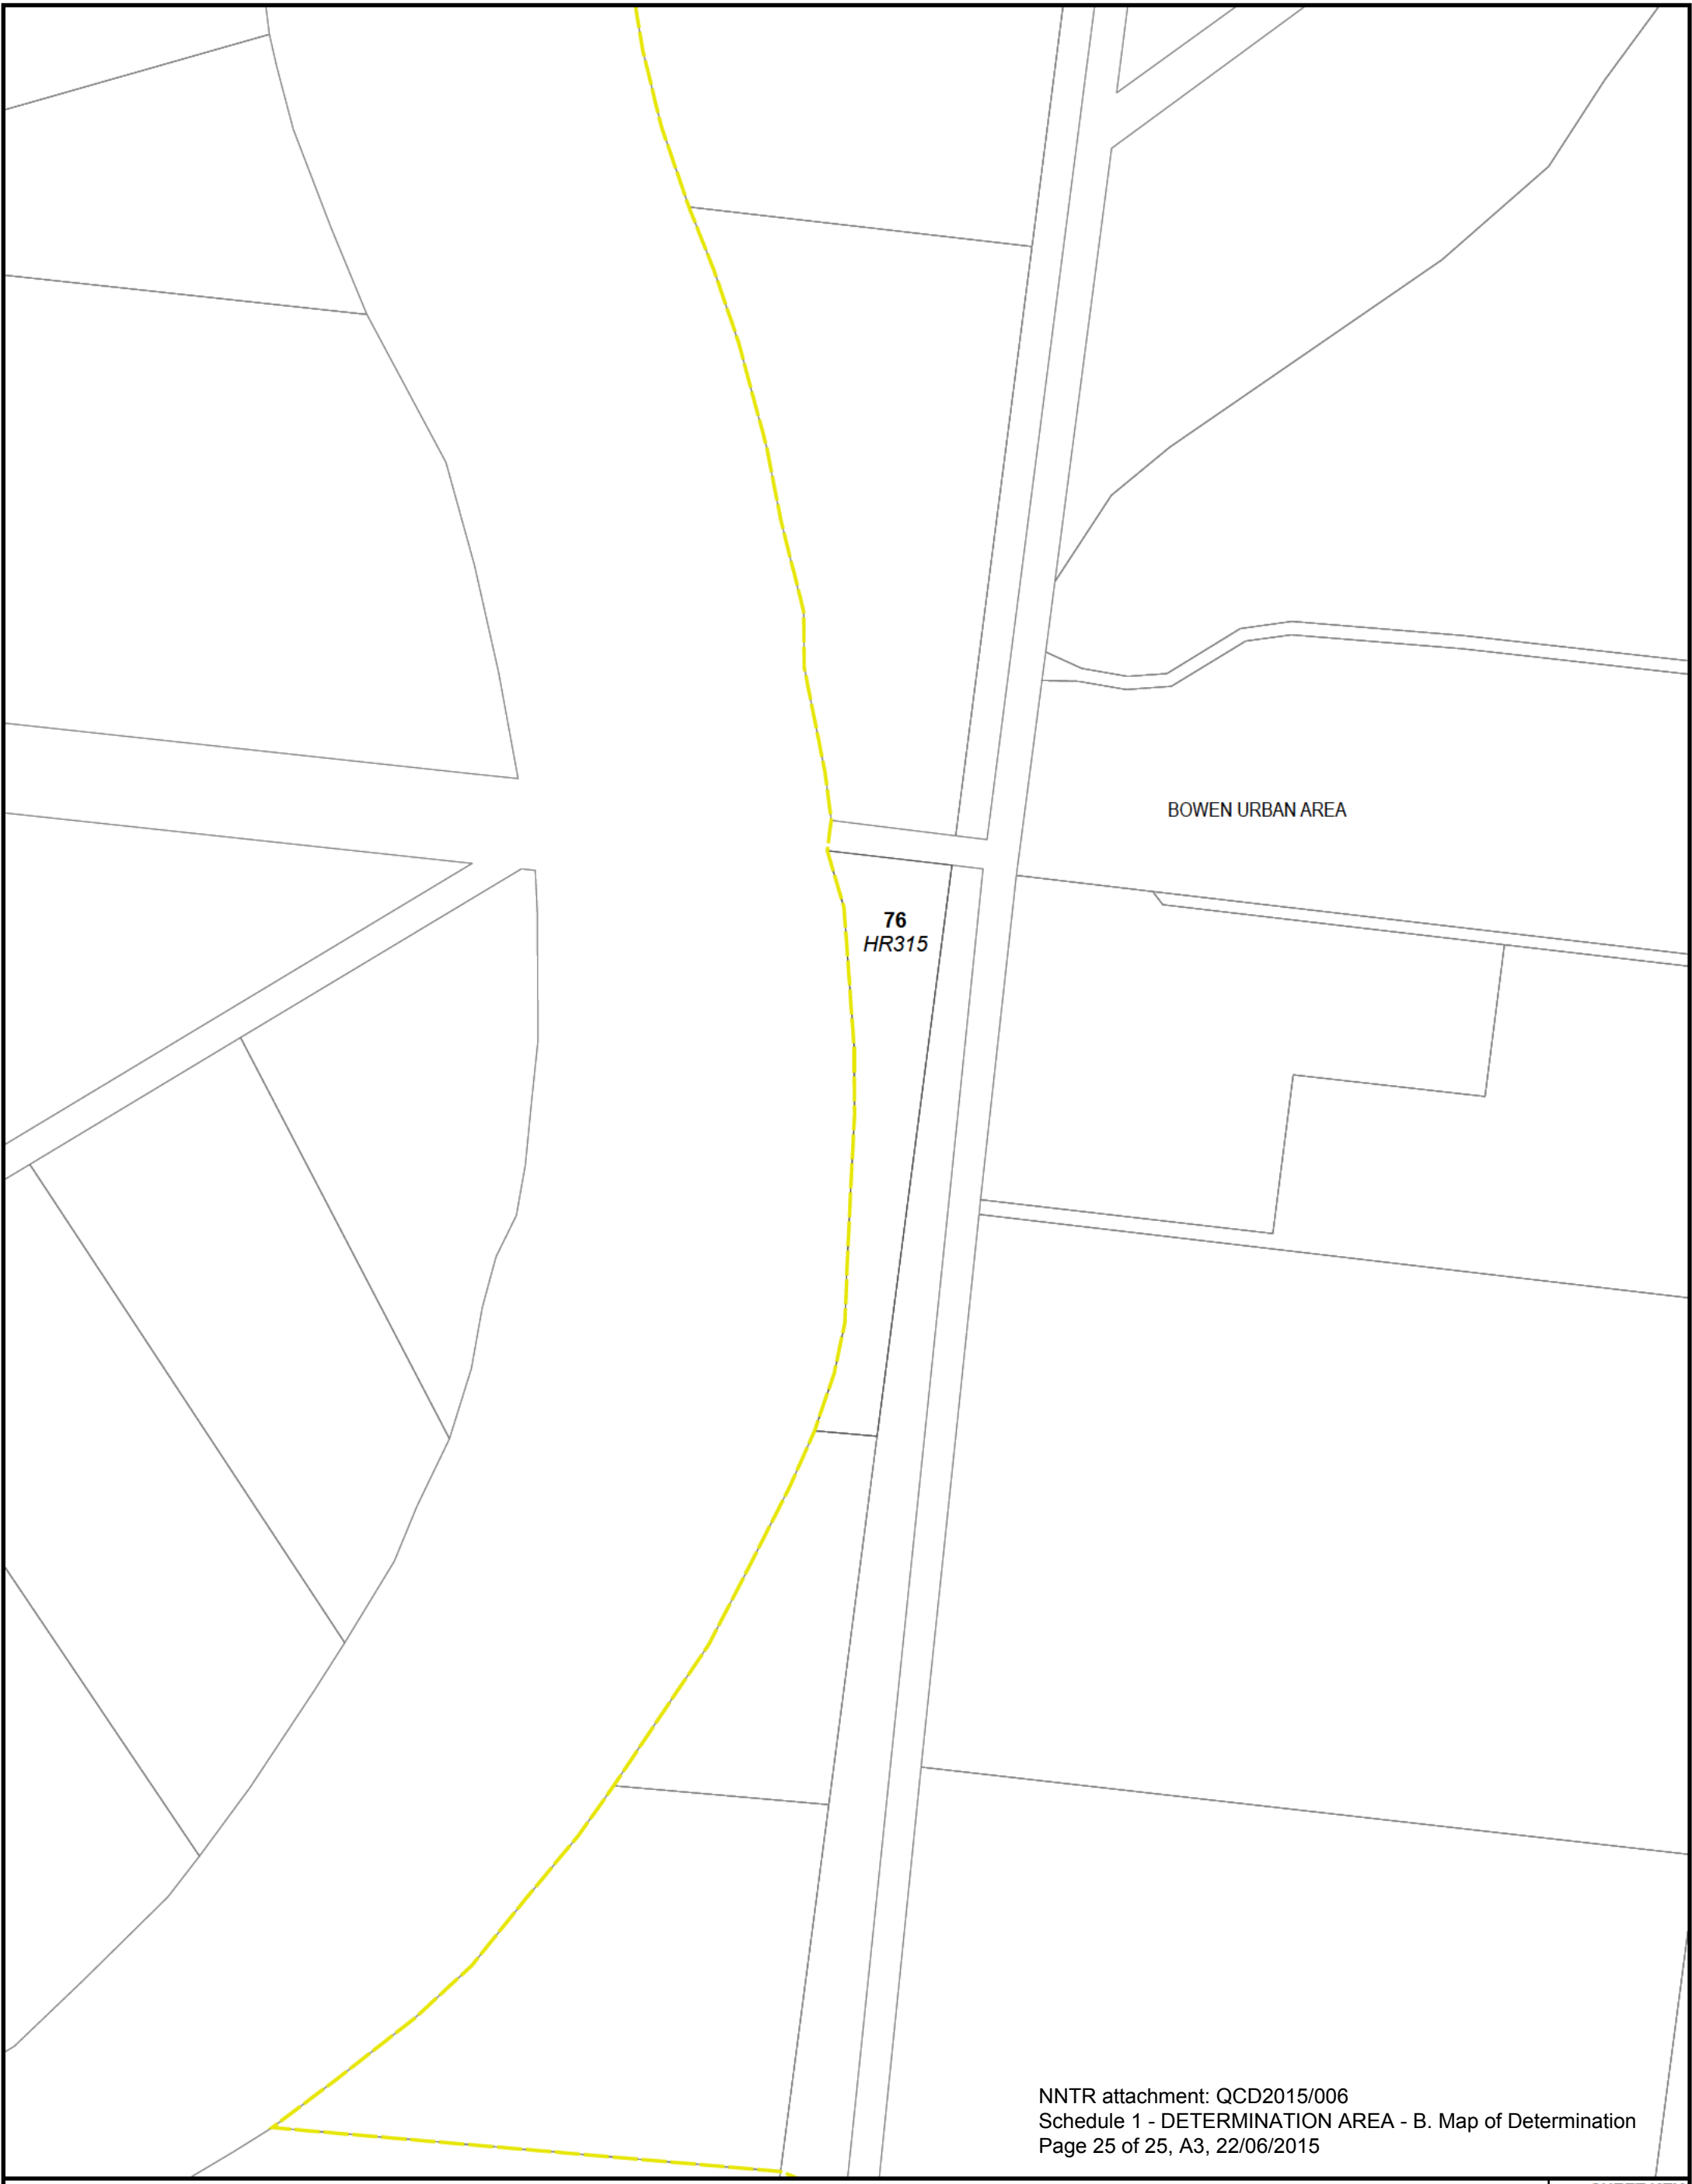 BOWEN URBAN AREA
76
HR315
NNTR attachment: QCD2015/006
Schedule 1 - DETERMINATION AREA - B. Map of Determination
Page 25 of 25, A3, 22/06/2015